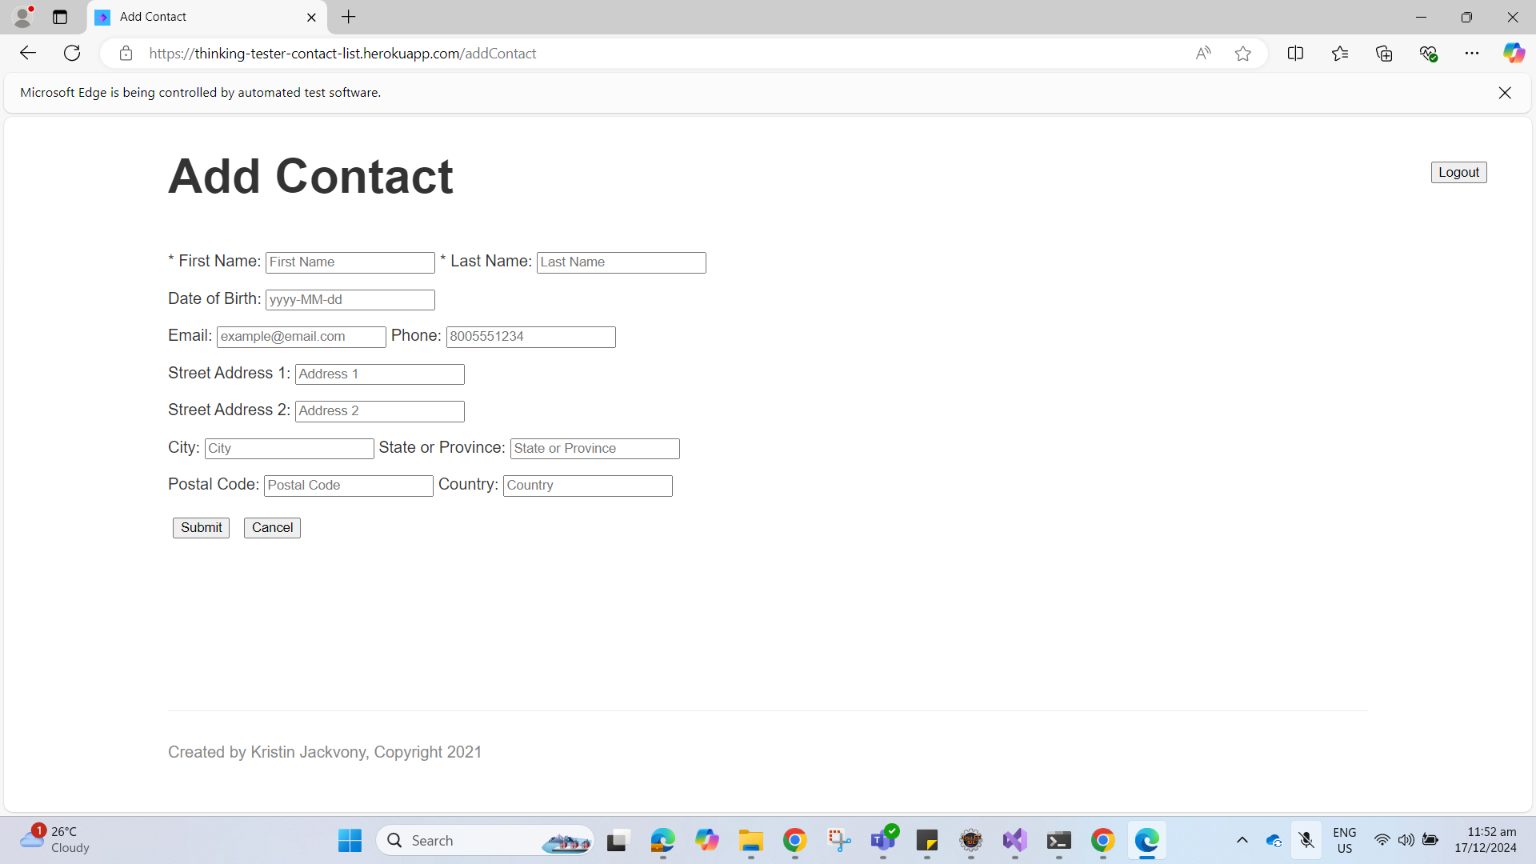 Add Contact
https://thinking-tester-contact-list.herokuapp.com/addContact
Microsoft Edge is being controlled by automated test software.
Add Contact
Logout
* First Name: First Name * Last Name: Last Name
Date of Birth: yyyy-MM-dd
Email: example@email.com Phone: 8005551234
Street Address 1: Address 1
Street Address 2: Address 2
City: City State or Province: State or Province
Postal Code: Postal Code Country: Country
Submit Cancel
Created by Kristin Jackvony, Copyright 2021
1 26°C
Cloudy
Search
ENG
US
11:52 am
17/12/2024